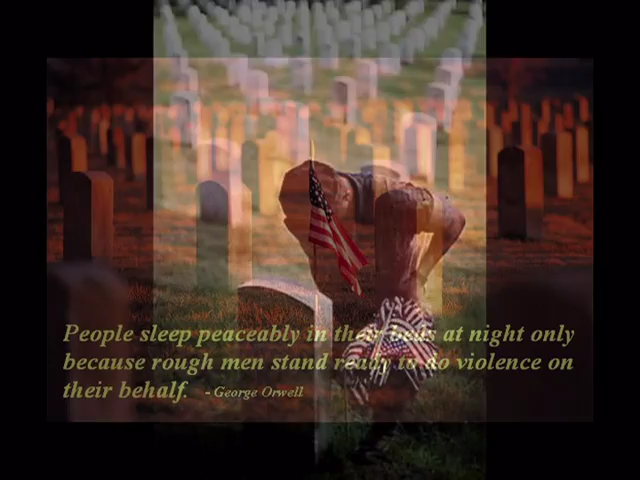 People sleep peaceably in their beds at night only
because rough men stand ready to do violence on
their behalf. - George Orwell